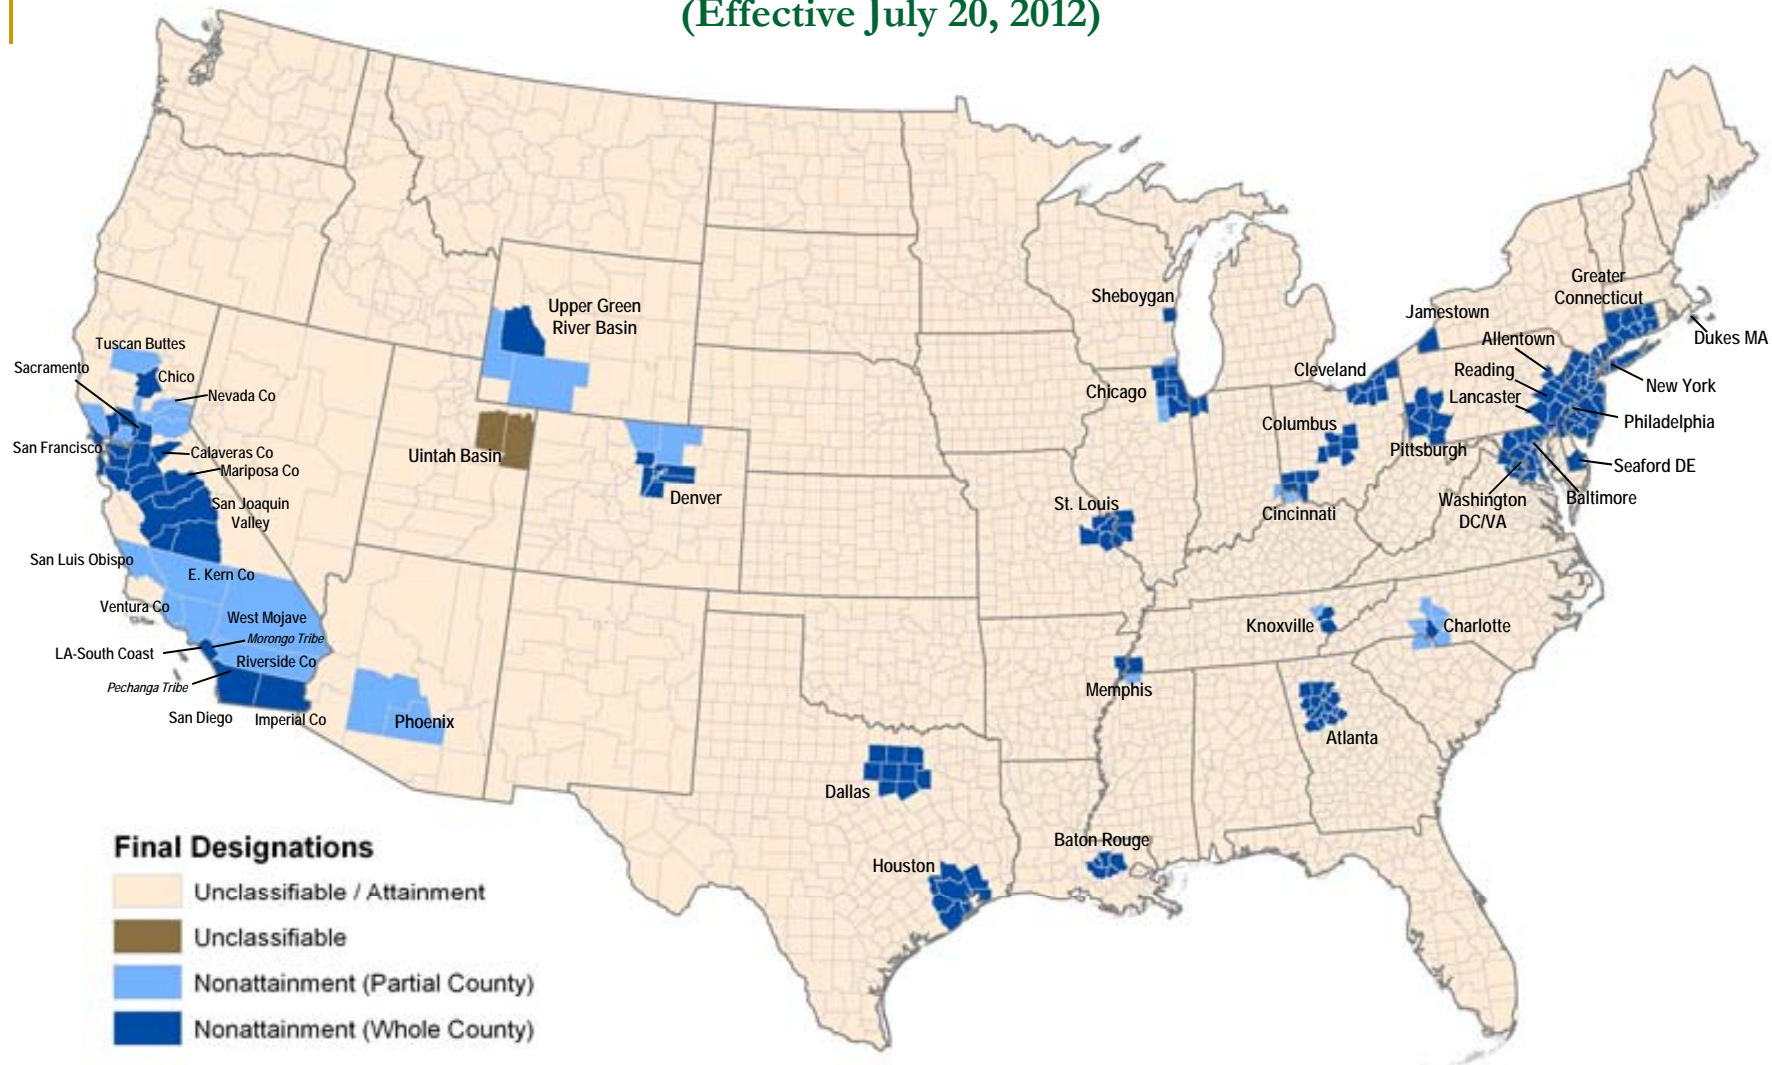 (Effective July 20, 2012)
Tuscan Buttes
Sacramento
Chico
Nevada Co
San Francisco
Calaveras Co
Mariposa Co
San Joaquin
Valley
San Luis Obispo
E. Kern Co
Ventura Co
West Mojave
Morongo Tribe
LA-South Coast
Riverside Co
Pechanga Tribe
San Diego
Imperial Co
Phoenix
Upper Green
River Basin
Uintah Basin
Denver
Sheboygan
Chicago
St. Louis
Dallas
Houston
Baton Rouge
Memphis
Knoxville
Charlotte
Atlanta
Cleveland
Columbus
Cincinnati
Pittsburgh
Jamestown
Greater
Connecticut
Dukes MA
Allentown
Reading
Lancaster
New York
Philadelphia
Seaford DE
Baltimore
Washington
DC/VA
Final Designations
Unclassifiable / Attainment
Unclassifiable
Nonattainment (Partial County)
Nonattainment (Whole County)